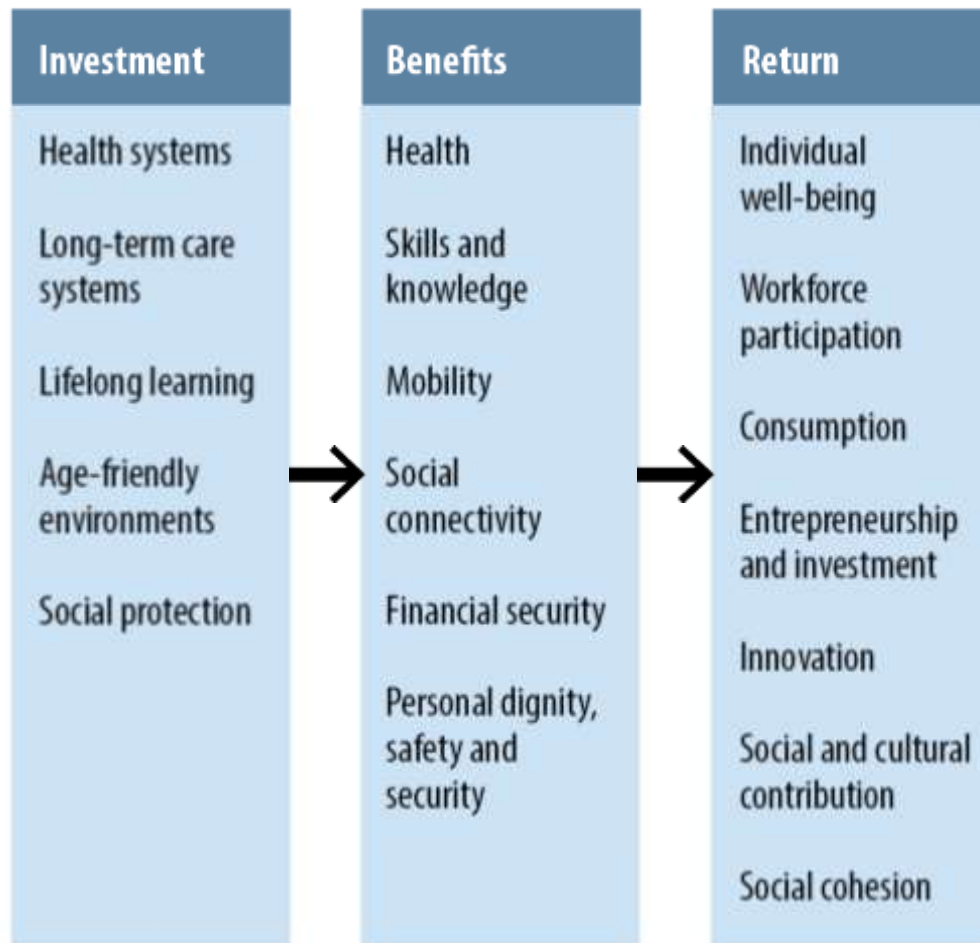 Investment
Health systems
Long-term care
systems
Lifelong learning
Age-friendly
environments
Social protection
Benefits
Health
Skills and
knowledge
Mobility
Social
connectivity
Financial security
Personal dignity,
safety and
security
Return
Individual
well-being
Workforce
participation
Consumption
Entrepreneurship
and investment
Innovation
Social and cultural
contribution
Social cohesion